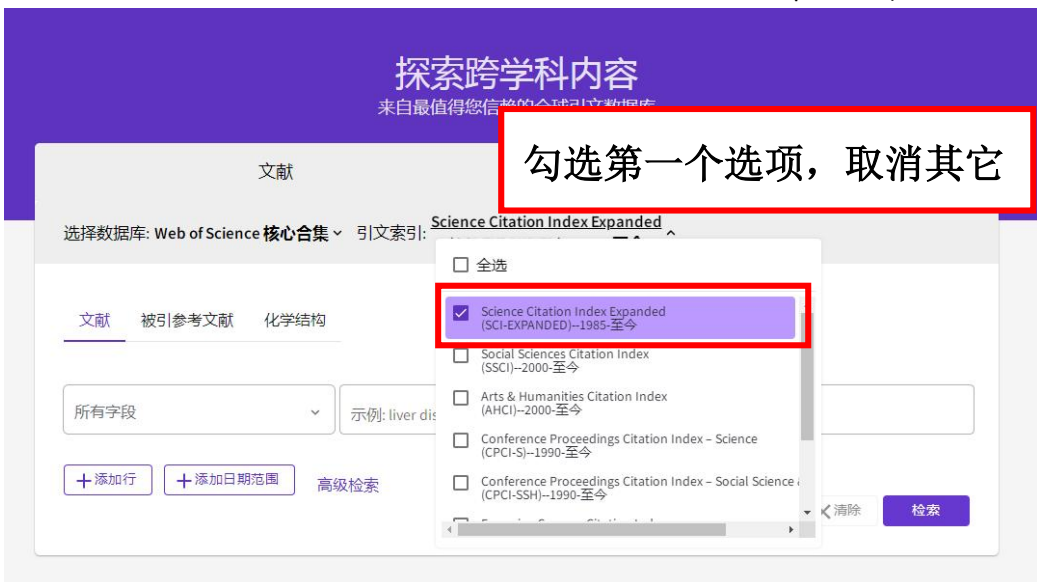 探索跨学科内容
来自最值得您信赖的全球引文数据库
勾选第一个选项，取消其它
文献
选择数据库: Web of Science 核心合集
引文索引: Science Citation Index Expanded
全选
Science Citation Index Expanded
(SCI-EXPANDED)--1985-至今
文献 被引参考文献 化学结构
Social Sciences Citation Index
(SSCI)--2000-至今
Arts & Humanities Citation Index
(AHCI)--2000-至今
所有字段
示例: liver
Conference Proceedings Citation Index – Science
(CPCI-S)--1990-至今
Conference Proceedings Citation Index – Social Science
(CPCI-SSH)--1990-至今
+添加行 +添加日期范围 高级检索
×清除 检索